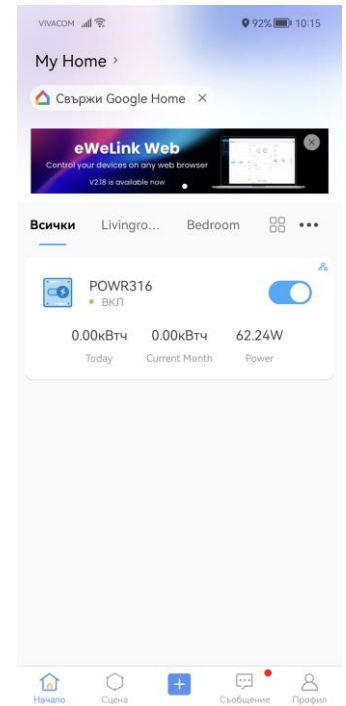 VIVACOM
92% 10:15
My Home >
Свържи Google Home ×
eWeLink Web
Control your devices on any web browser
V2.18 is available now
Всички Livingro... Bedroom
POWR316
ВКЛ
0.00кВтч 0.00кВтч 62.24W
Today Current Month Power
Начало Сцена Съобщение Профил